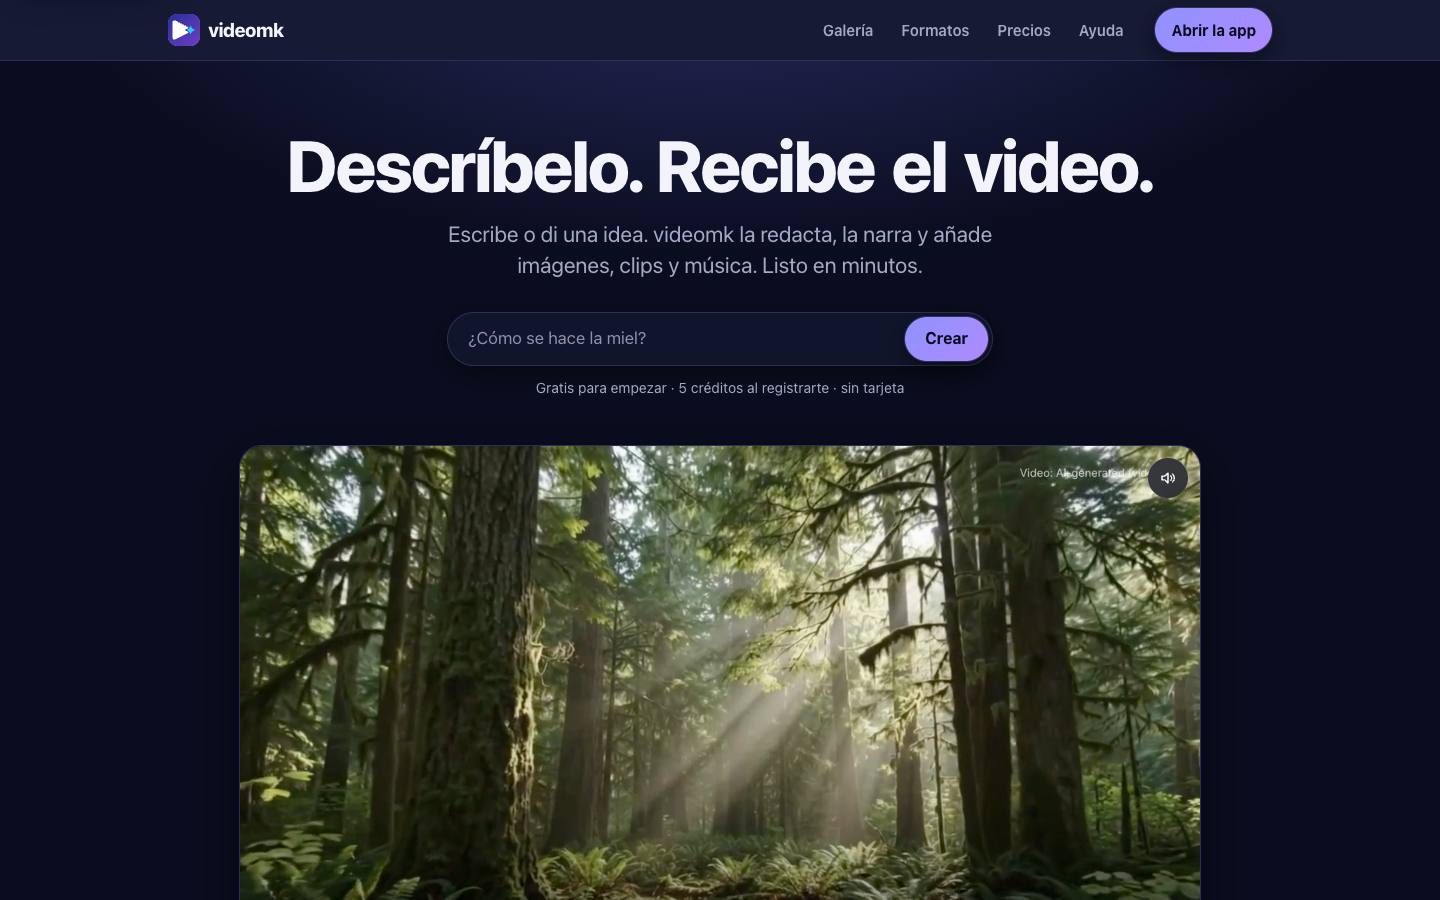 videomk
Galería
Formatos
Precios
Ayuda
Abrir la app
Descríbelo. Recibe el video.
Escribe o di una idea. videomk la redacta, la narra y añade
imágenes, clips y música. Listo en minutos.
¿Cómo se hace la miel?
Crear
Gratis para empezar · 5 créditos al registrarte · sin tarjeta
Video: AI-generated